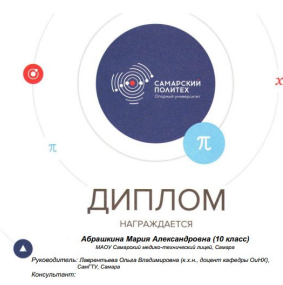 САМАРСКИЙ
ПОЛИТЕХ
Опорный университет
x
π
π
ДИПЛОМ
НАГРАЖДАЕТСЯ
Абрашкина Мария Александровна (10 класс)
МАОУ Самарский медико-технический лицей, Самара
Руководитель: Лаврентьева Ольга Владимировна (к.х.н., доцент кафедры ОиНХ),
СамГТУ, Самара
Консультант: